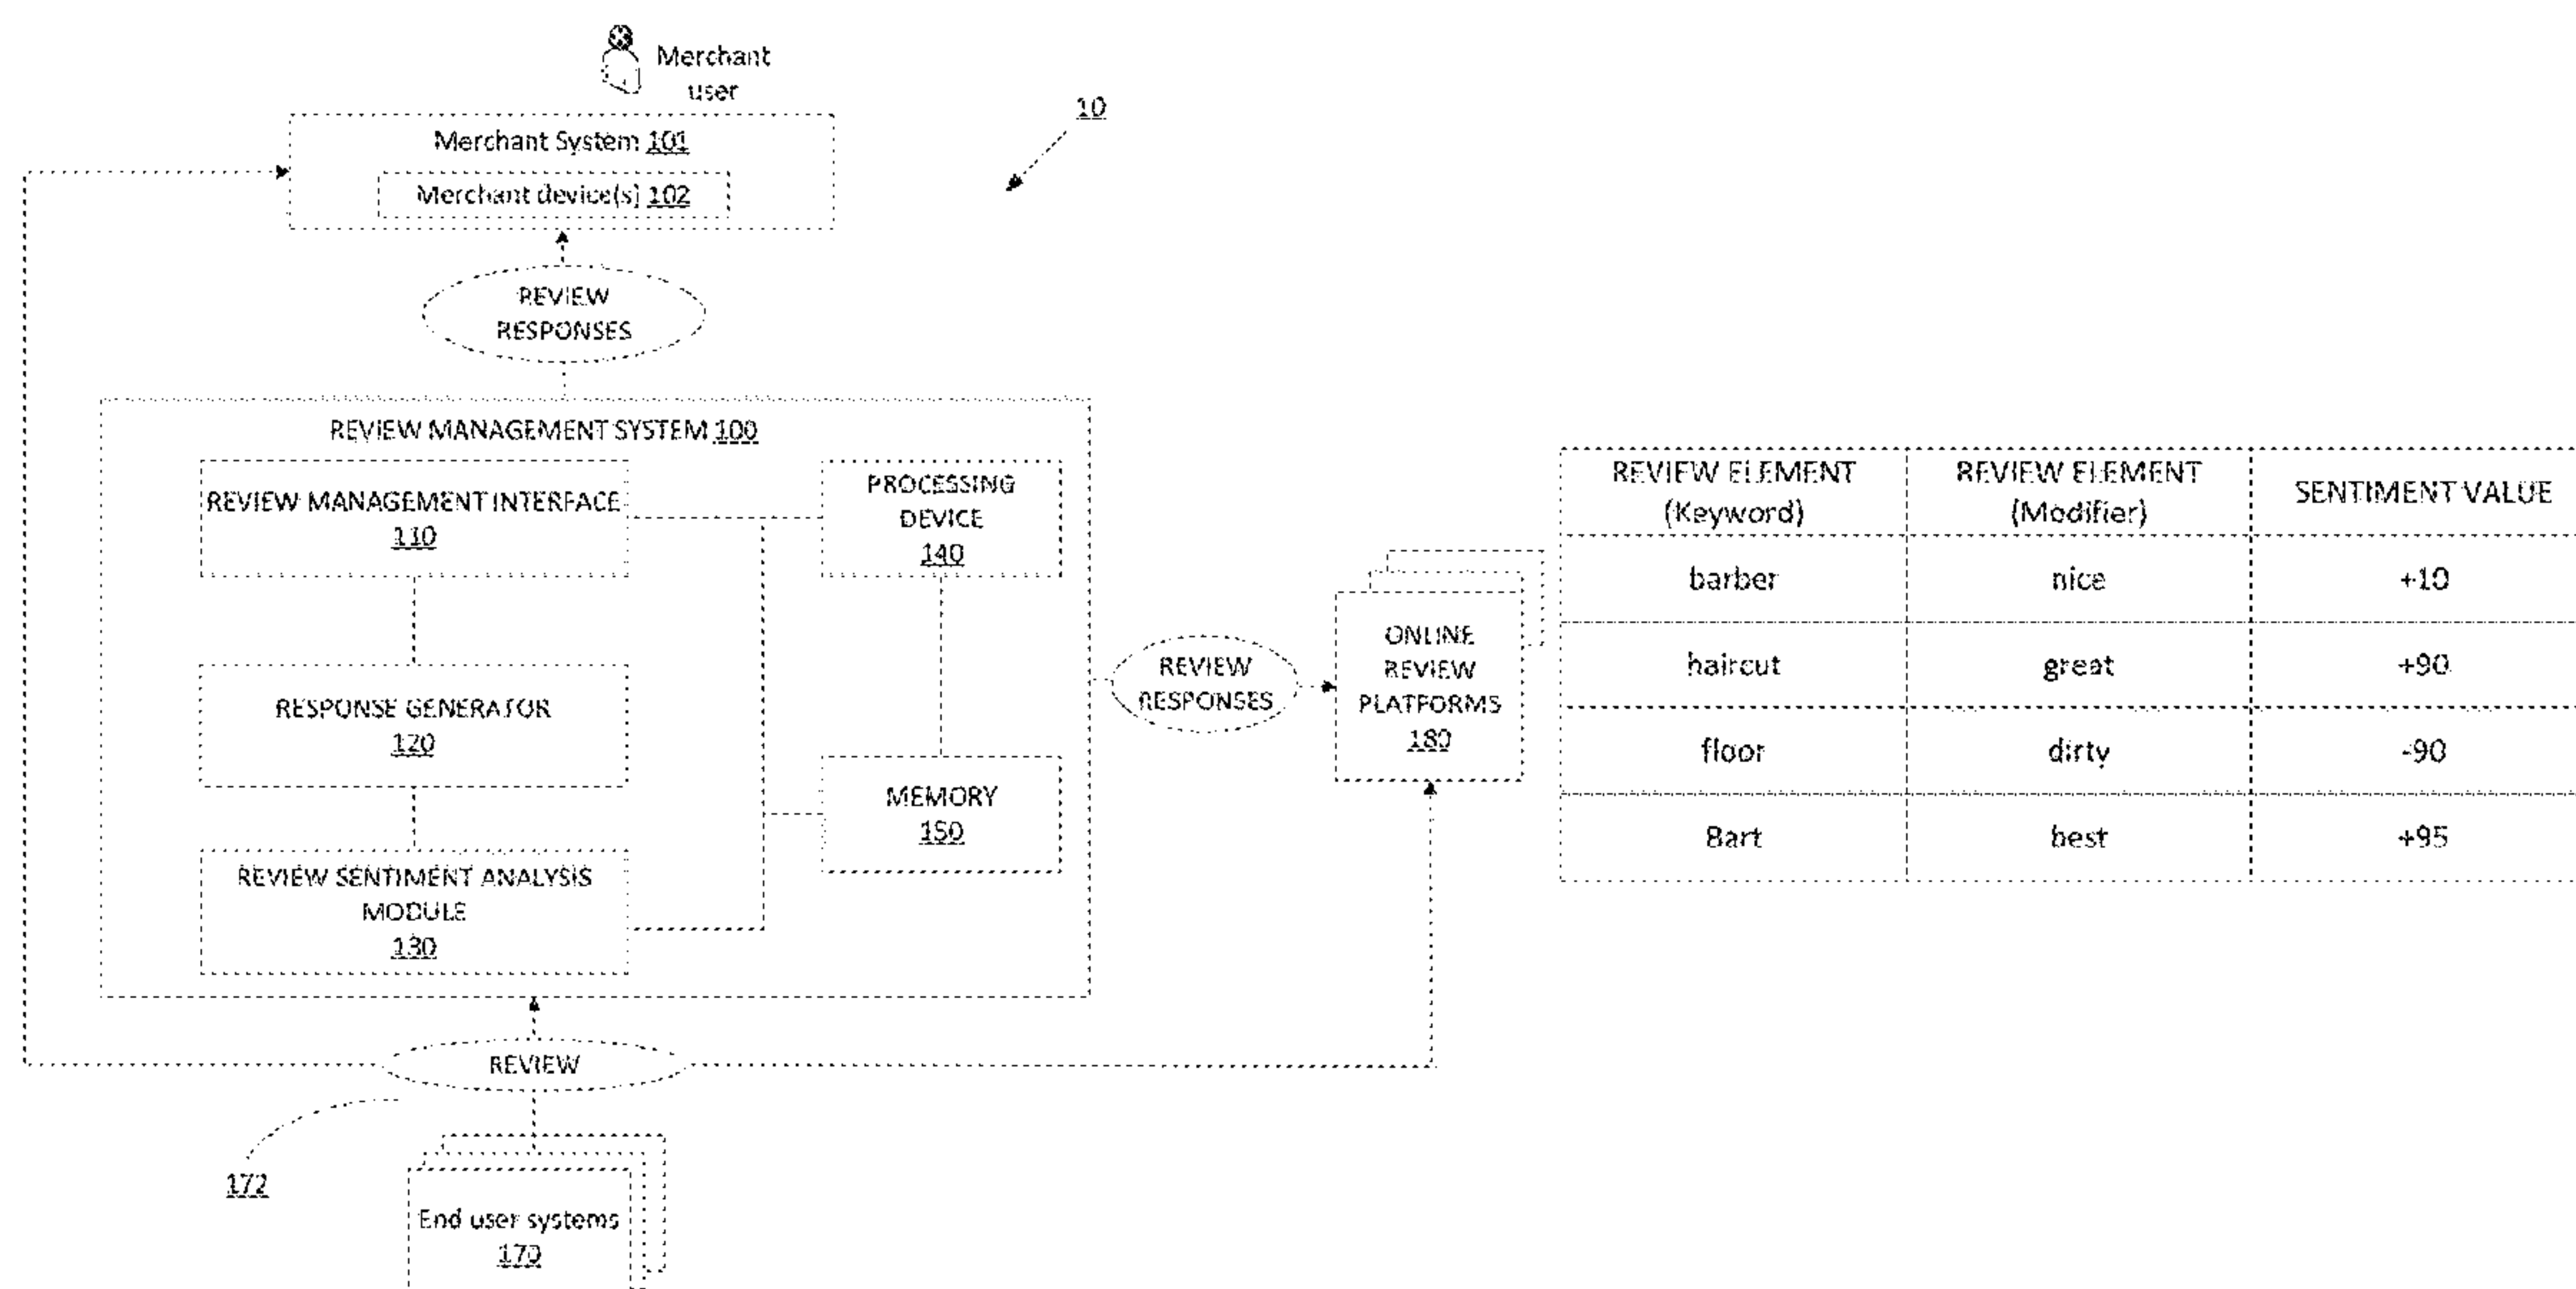 Merchant
user
10
Merchant System 101
Merchant device(s) 102
REVIEW
RESPONSES
REVIEW MANAGEMENT SYSTEM 100
REVIEW MANAGEMENT INTERFACE
110
PROCESSING
DEVICE
140
RESPONSE GENERATOR
120
MEMORY
150
REVIEW SENTIMENT ANALYSIS
MODULE
130
REVIEW
RESPONSES
ONLINE
REVIEW
PLATFORMS
180
REVIEW
172
End user systems
170
REVIEW ELEMENT
(Keyword)
REVIEW ELEMENT
(Modifier)
SENTIMENT VALUE
barber nice +10
haircut great +90
floor dirty -90
Bart best +95